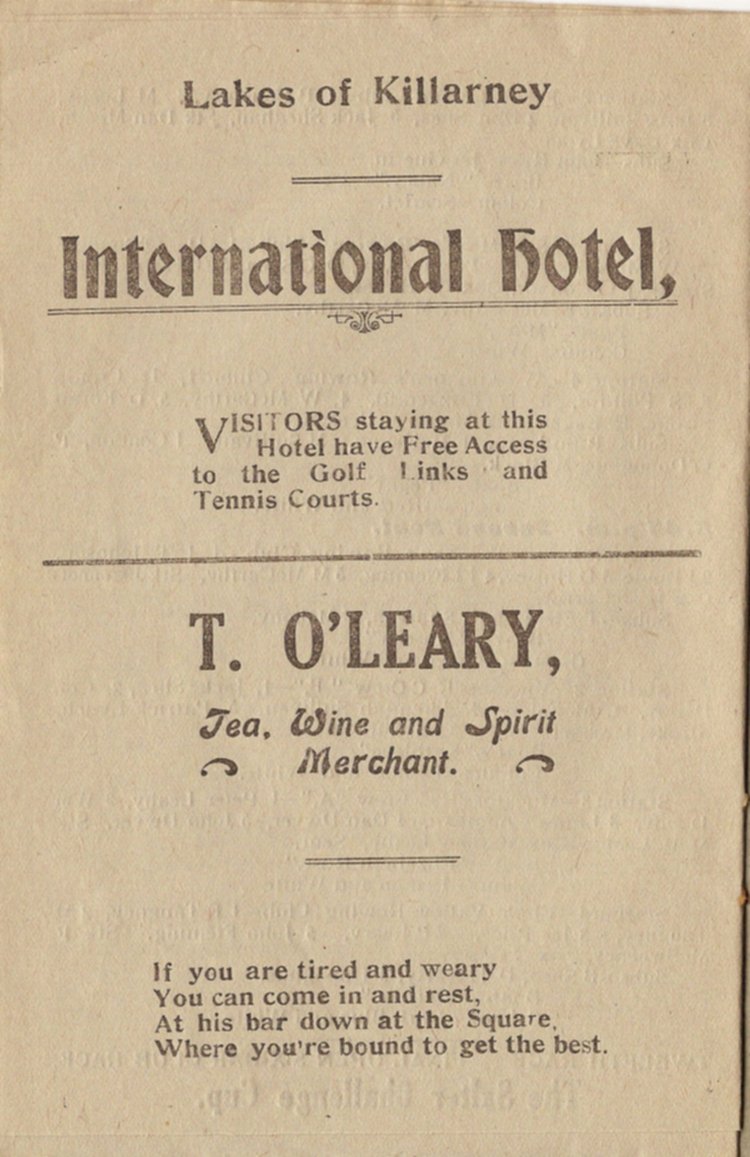 Lakes of Killarney
International Hotel,
VISITORS staying at this
Hotel have Free Access
to the Golf Links and
Tennis Courts.
T. O'LEARY,
Tea, Wine and Spirit
Merchant.
If you are tired and weary
You can come in and rest,
At his bar down at the Square,
Where you're bound to get the best.